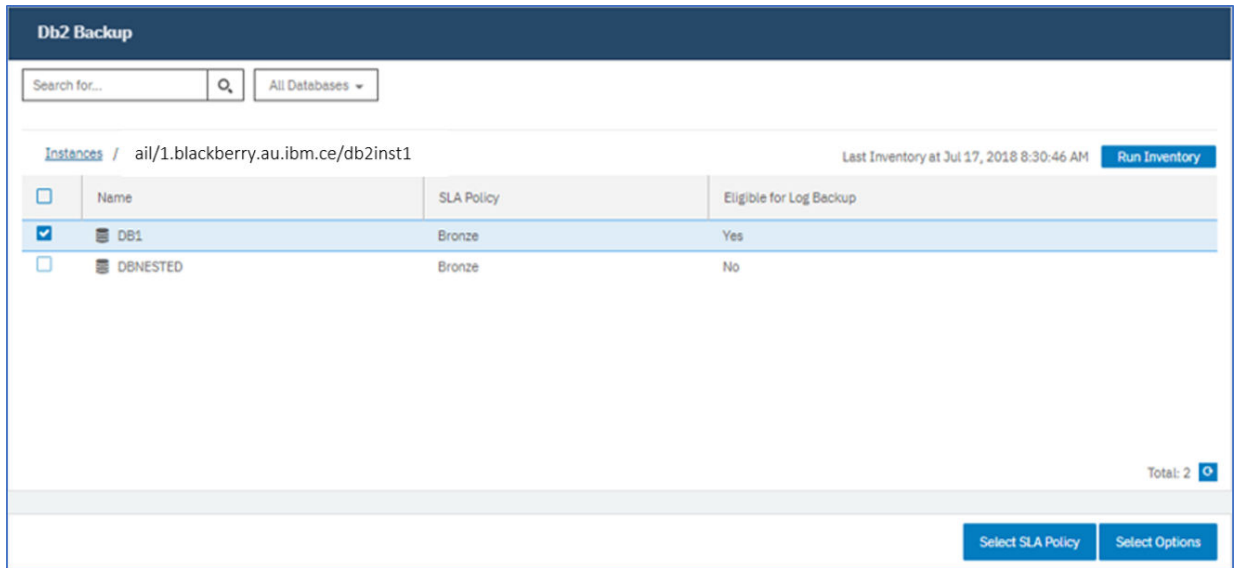 Db2 Backup
Search for... All Databases
Instances / ail/1.blackberry.au.ibm.ce/db2inst1 Last Inventory at Jul 17, 2018 8:30:46 AM Run Inventory
Name SLA Policy Eligible for Log Backup
DB1 Bronze Yes
DBNESTED Bronze No
Total: 2
Select SLA Policy Select Options